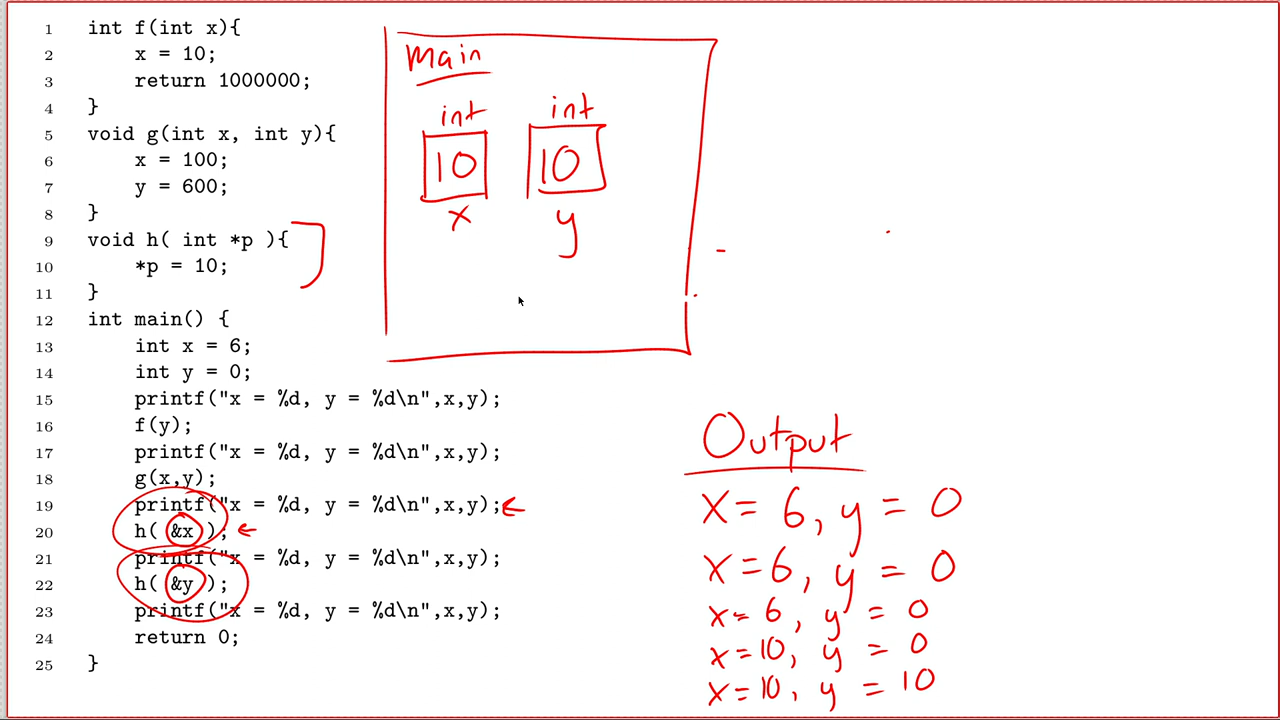 1 int f(int x){
2 x = 10;
3 return 1000000;
4 }
5 void g(int x, int y){
6 x = 100;
7 y = 600;
8 }
9 void h( int *p ){
10 *p = 10;
11 }
12 int main() {
13 int x = 6;
14 int y = 0;
15 printf("x = %d, y = %d\n",x,y);
16 f(y);
17 printf("x = %d, y = %d\n",x,y);
18 g(x,y);
19 printf("x = %d, y = %d\n",x,y);
20 h( &x );
21 printf("x = %d, y = %d\n",x,y);
22 h( &y );
23 printf("x = %d, y = %d\n",x,y);
24 return 0;
25 }
main
int int
10 10
x y
Output
x = 6, y = 0
x = 6, y = 0
x = 6, y = 0
x = 10, y = 0
x = 10, y = 10